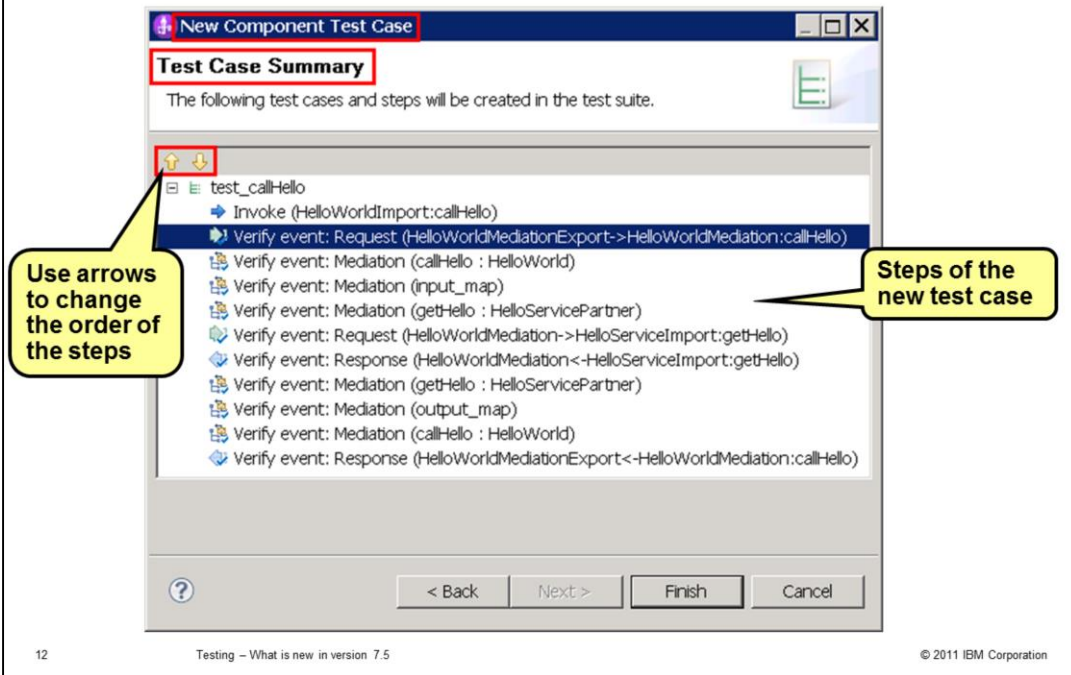 New Component Test Case
Test Case Summary
The following test cases and steps will be created in the test suite.
test_callHello
Invoke (HelloWorldImport:callHello)
Verify event: Request (HelloWorldMediationExport->HelloWorldMediation:callHello)
Verify event: Mediation (callHello : HelloWorld)
Verify event: Mediation (input_map)
Verify event: Mediation (getHello : HelloServicePartner)
Verify event: Request (HelloWorldMediation->HelloServiceImport:getHello)
Verify event: Response (HelloWorldMediation<-HelloServiceImport:getHello)
Verify event: Mediation (getHello : HelloServicePartner)
Verify event: Mediation (output_map)
Verify event: Mediation (callHello : HelloWorld)
Verify event: Response (HelloWorldMediationExport<-HelloWorldMediation:callHello)
Use arrows
to change
the order of
the steps
Steps of the
new test case
? < Back Next > Finish Cancel
12 Testing – What is new in version 7.5 © 2011 IBM Corporation